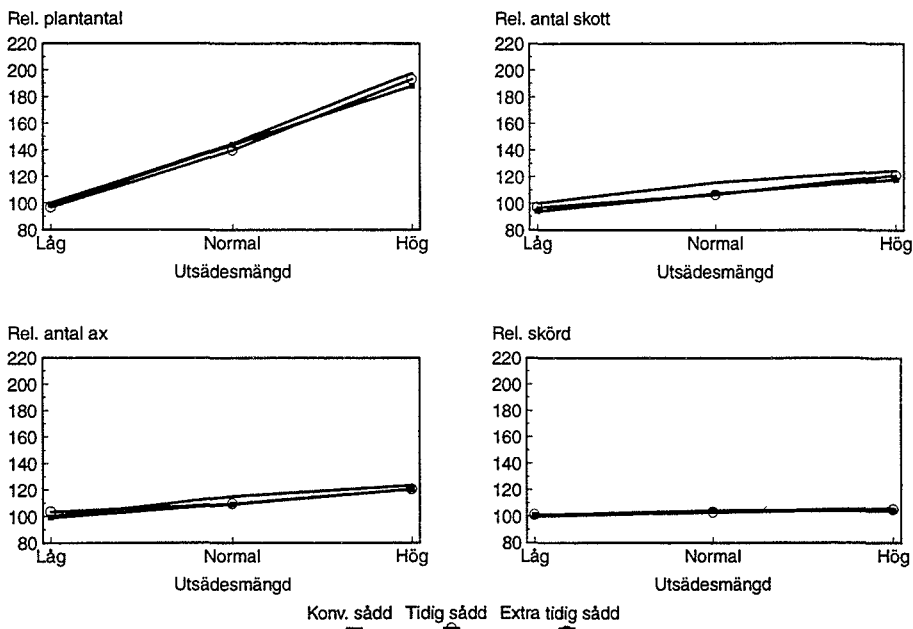 Rel. plantantal
220
200
180
160
140
120
100
80
Låg Normal Hög
Utsädesmängd
Rel. antal skott
220
200
180
160
140
120
100
80
Låg Normal Hög
Utsädesmängd
Rel. antal ax
220
200
180
160
140
120
100
80
Låg Normal Hög
Utsädesmängd
Rel. skörd
220
200
180
160
140
120
100
80
Låg Normal Hög
Utsädesmängd
Konv. sådd Tidig sådd Extra tidig sådd